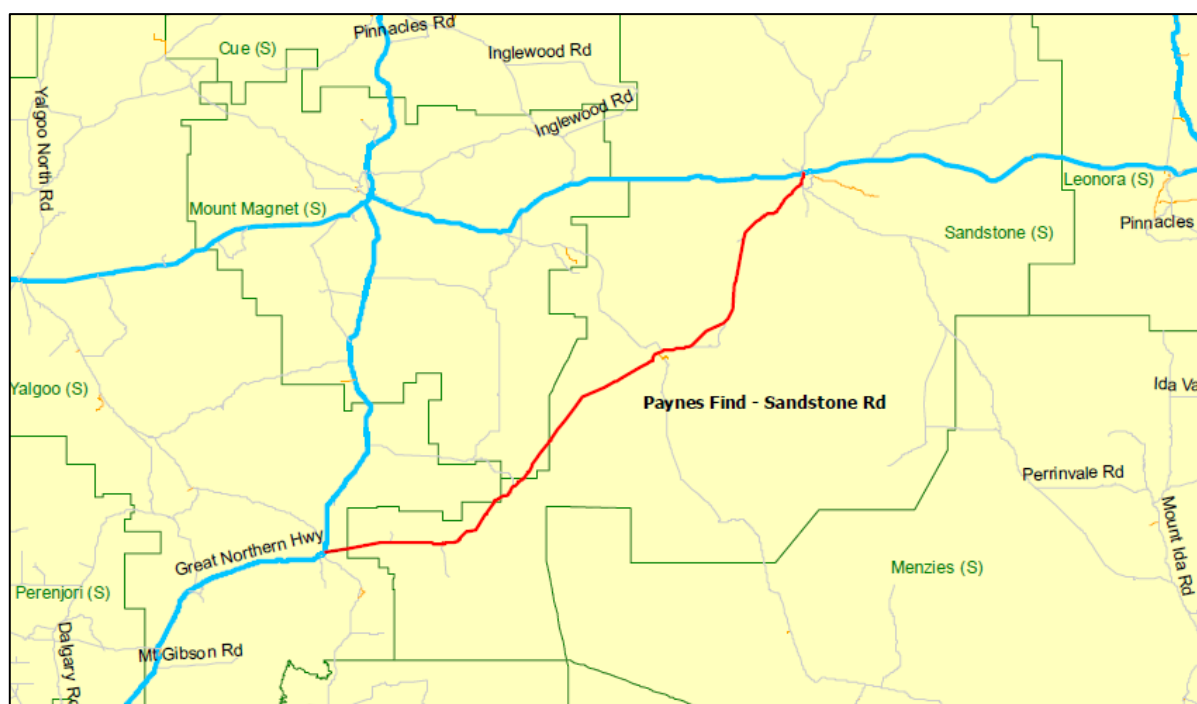 Pinnacles Rd
Cue (S)
Inglewood Rd
Yalgoo North Rd
Inglewood Rd
Leonora (S)
Mount Magnet (S)
Pinnacles
Sandstone (S)
Yalgoo (S)
Ida Va
Paynes Find - Sandstone Rd
Perrinvale Rd
Mount Ida Rd
Great Northern Hwy
Menzies (S)
Perenjori (S)
Dalgary Rd
Mt Gibson Rd